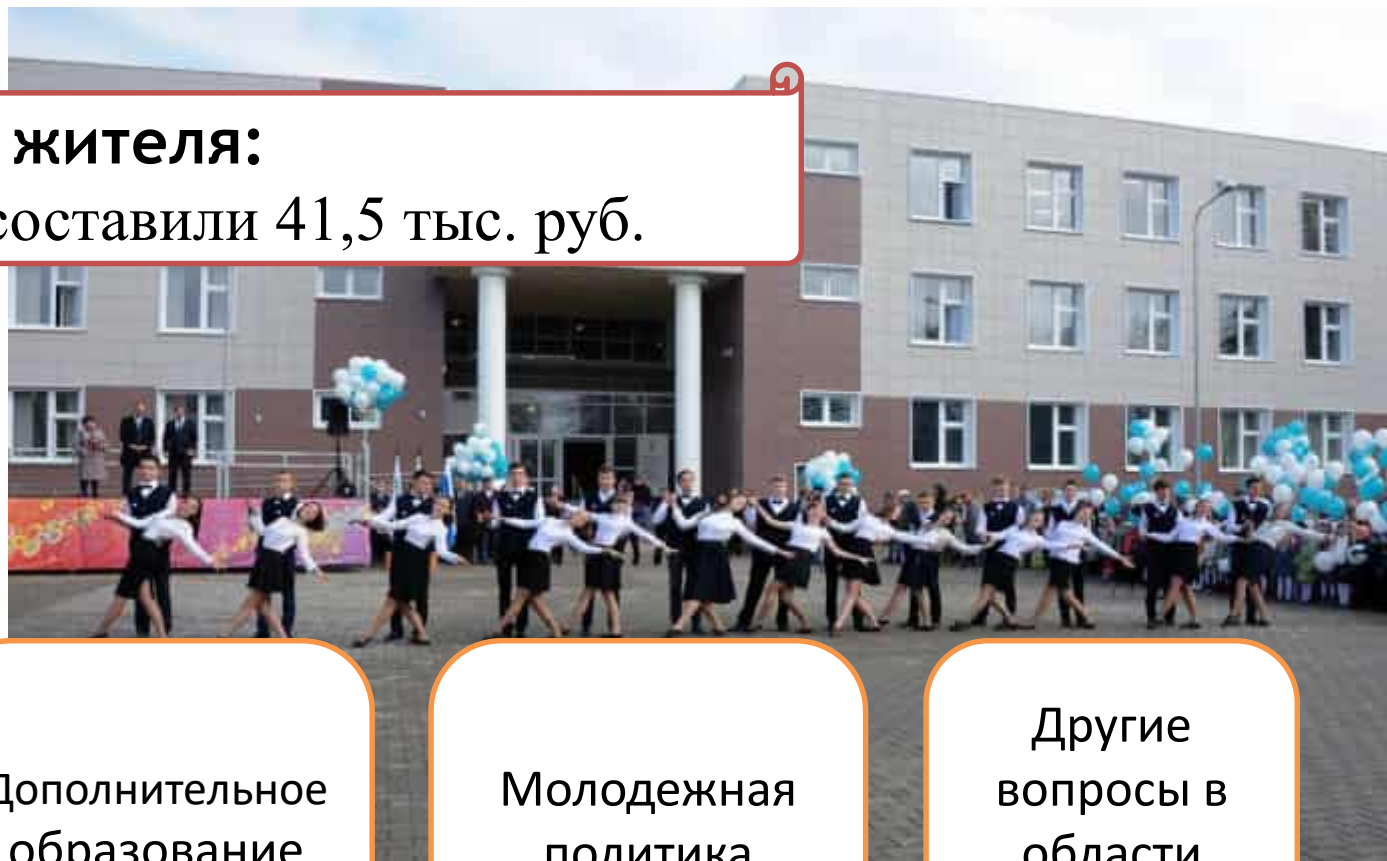 жителя:
составили 41,5 тыс. руб.
Дополнительное
образование
Молодежная
политика
Другие
вопросы в
области